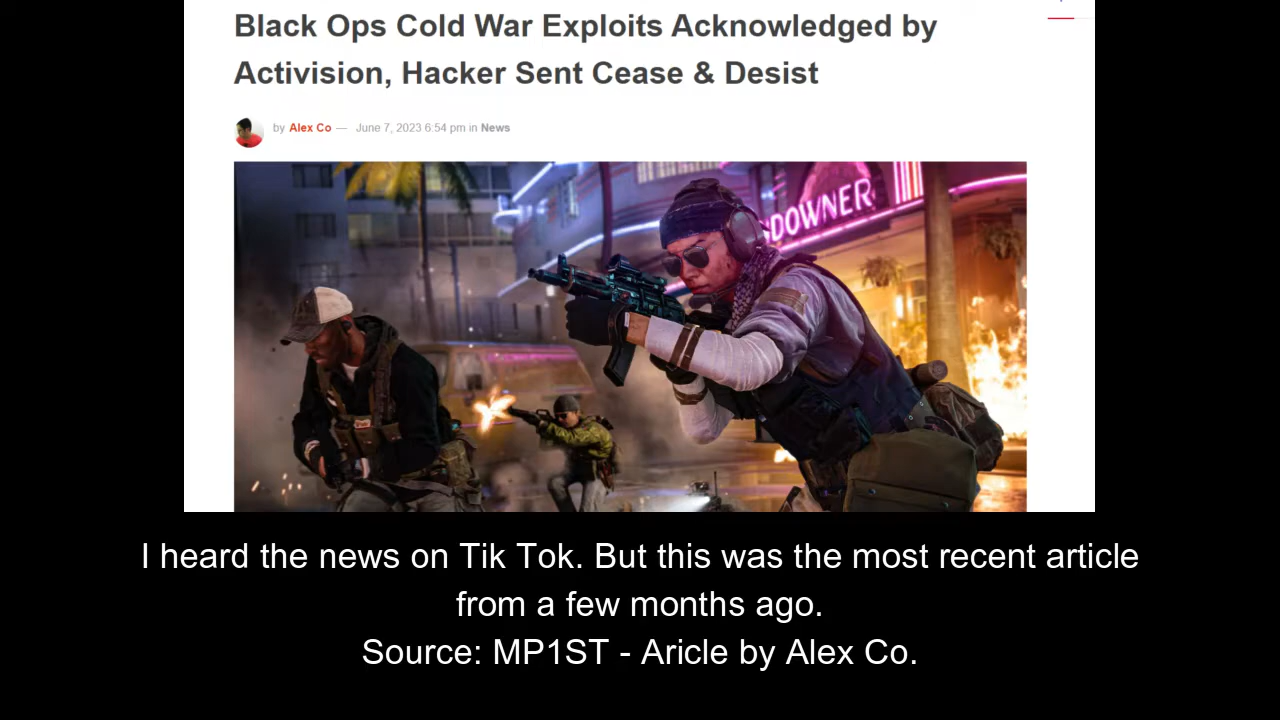 Black Ops Cold War Exploits Acknowledged by
Activision, Hacker Sent Cease & Desist
by Alex Co — June 7, 2023 6:54 pm in News
DOWNER
I heard the news on Tik Tok. But this was the most recent article
from a few months ago.
Source: MP1ST - Aricle by Alex Co.